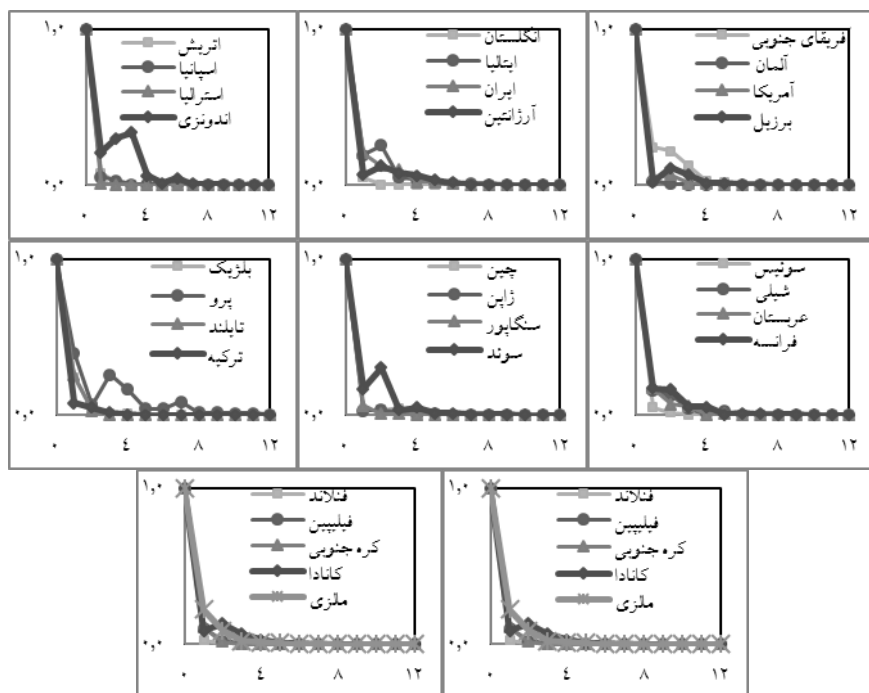 ۱,۰
اتریش
اسپانیا
استرالیا
اندونزی
۰,۰
۰ ٤ ۸ ۱۲
۱,۰
انگلستان
ایتالیا
ایران
آرژانتین
۰,۰
۰ ٤ ۸ ۱۲
۱,۰
فریقای جنوبی
آلمان
آمریکا
برزیل
۰,۰
۰ ٤ ۸ ۱۲
۱,۰
بلژیک
پرو
تایلند
ترکیه
۰,۰
۰ ٤ ۸ ۱۲
۱,۰
چین
ژاپن
سنگاپور
سوئد
۰,۰
۰ ٤ ۸ ۱۲
۱,۰
سوئیس
شیلی
عربستان
فرانسه
۰,۰
۰ ٤ ۸ ۱۲
۱,۰
فنلاند
فیلیپین
کره جنوبی
کانادا
مالزی
۰,۰
۰ ٤ ۸ ۱۲
۱,۰
فنلاند
فیلیپین
کره جنوبی
کانادا
مالزی
۰,۰
۰ ٤ ۸ ۱۲